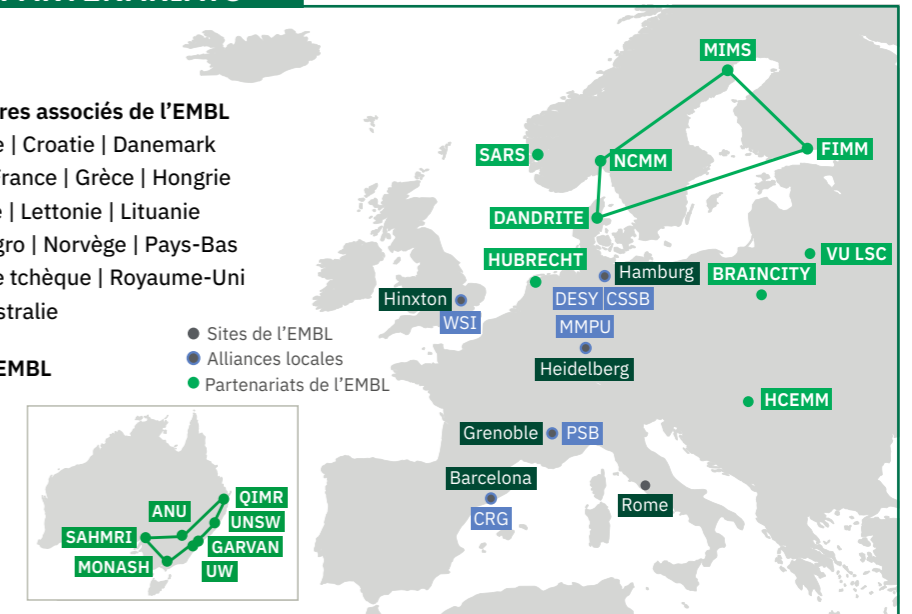 res associés de l’EMBL
e | Croatie | Danemark
rance | Grèce | Hongrie
e | Lettonie | Lituanie
gro | Norvège | Pays-Bas
e tchèque | Royaume-Uni
stralie
EMBL
Sites de l’EMBL
Alliances locales
Partenariats de l’EMBL
MIMS
SARS
NCMM
FIMM
DANDRITE
HUBRECHT
Hamburg
DESY CSSB
BRAINCITY
VU LSC
Hinxton
WSI
MMPU
Heidelberg
HCEMM
Grenoble
PSB
Barcelona
CRG
Rome
QIMR
ANU
UNSW
SAHMRI
GARVAN
MONASH
UW